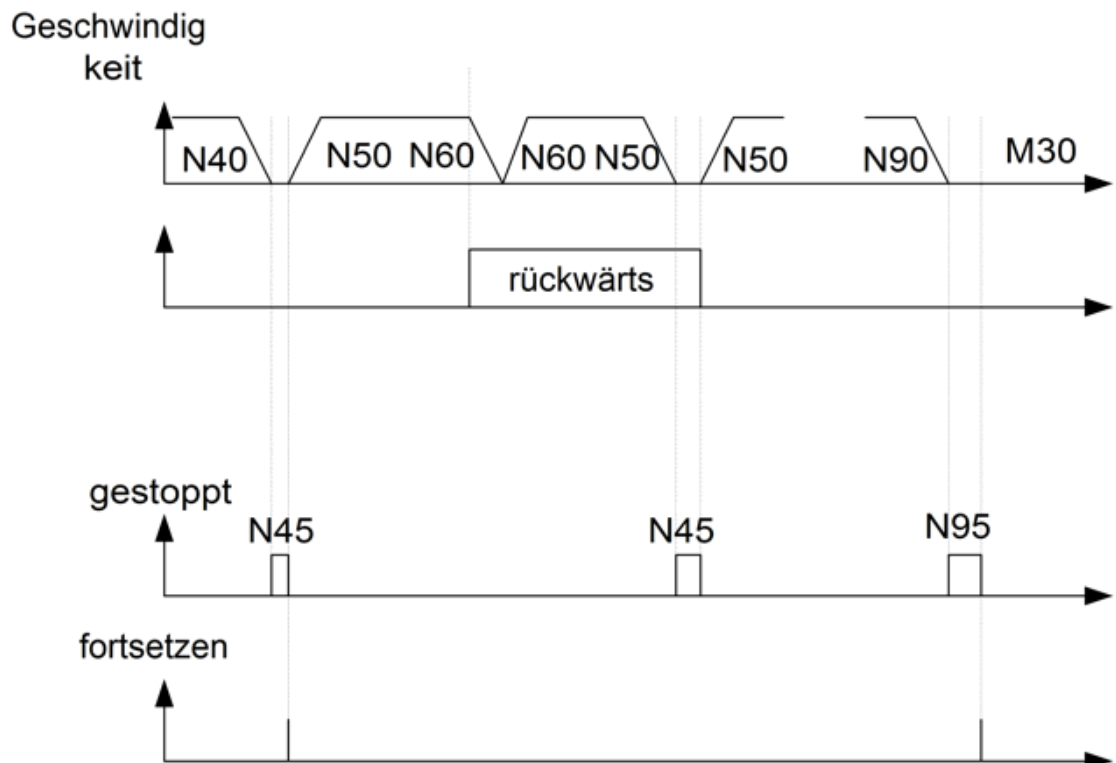 Geschwindig
keit
N40 N50 N60 N60 N50 N50 N90 M30
rückwärts
gestoppt
N45 N45 N95
fortsetzen